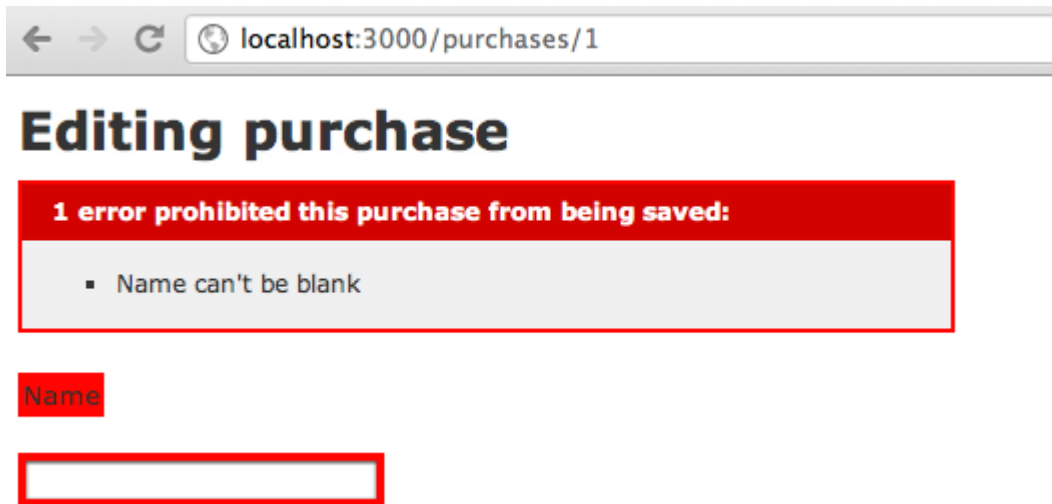 localhost:3000/purchases/1
Editing purchase
1 error prohibited this purchase from being saved:
Name can't be blank
Name